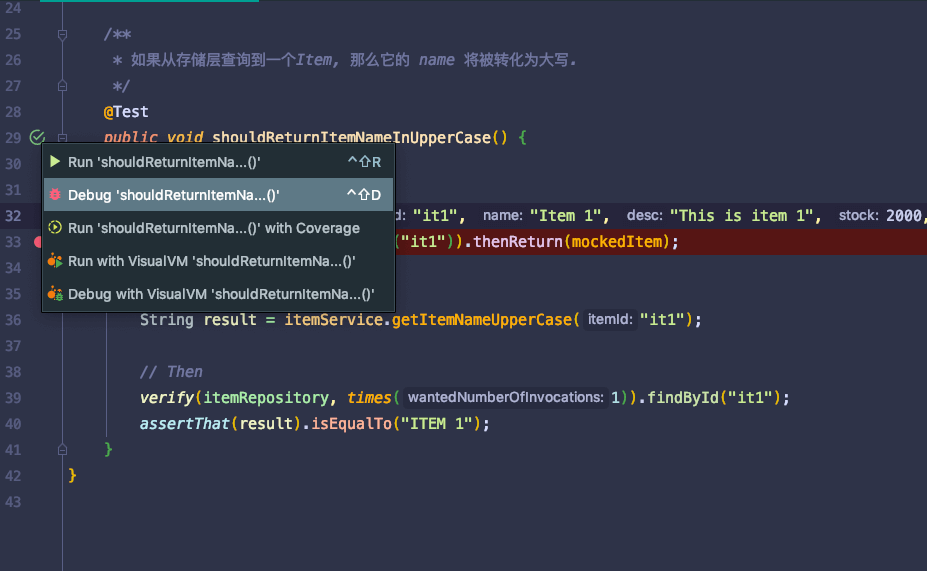 24
25 /**
26 * 如果从存储层查询到一个Item, 那么它的 name 将被转化为大写.
27 */
28 @Test
29 public void shouldReturnItemNameInUpperCase() {
30 Run 'shouldReturnItemNa...()' ^⇧R
31 Debug 'shouldReturnItemNa...()' ^⇧D
32 d: "it1", name: "Item 1", desc: "This is item 1", stock: 2000,
Run 'shouldReturnItemNa...()' with Coverage
33 ("it1")).thenReturn(mockedItem);
34 Run with VisualVM 'shouldReturnItemNa...()'
35 Debug with VisualVM 'shouldReturnItemNa...()'
36 String result = itemService.getItemNameUpperCase( itemId: "it1");
37
38 // Then
39 verify(itemRepository, times( wantedNumberOfInvocations: 1)).findById("it1");
40 assertThat(result).isEqualTo("ITEM 1");
41 }
42 }
43